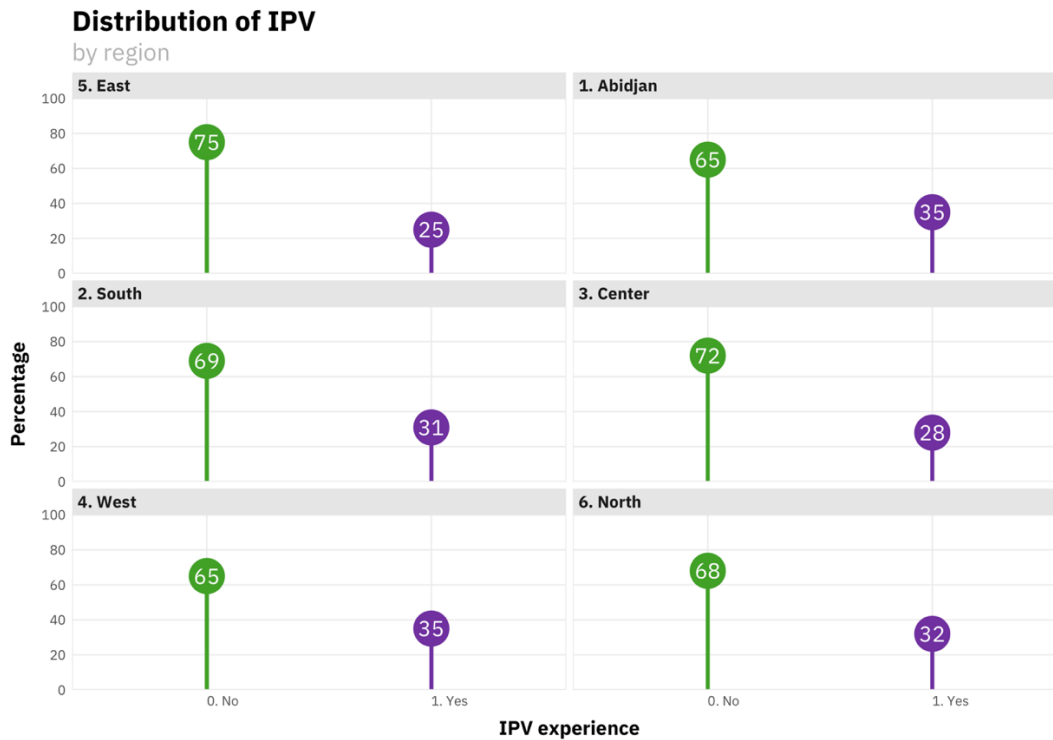 Distribution of IPV
by region
5. East
1. Abidjan
100
80
60
40
20
0
75
25
65
35
2. South
3. Center
100
80
60
40
20
0
69
31
72
28
4. West
6. North
100
80
60
40
20
0
65
35
68
32
Percentage
0. No
1. Yes
0. No
1. Yes
IPV experience